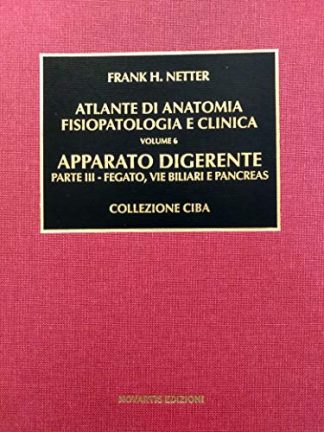 FRANK H. NETTER
ATLANTE DI ANATOMIA
FISIOPATOLOGIA E CLINICA
VOLUME 6
APPARATO DIGERENTE
PARTE III - FEGATO, VIE BILIARI E PANCREAS
COLLEZIONE CIBA
NOVARTIS EDIZIONI